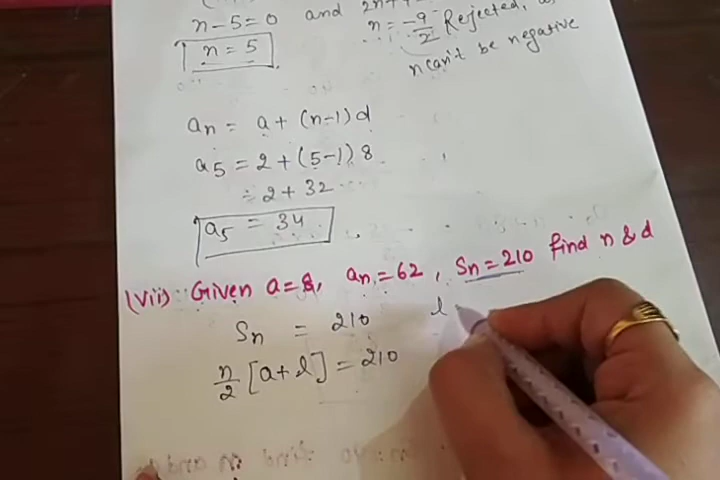 n-5=0 and
n = 5 n = -9/2 Rejected,
n can't be negative
an = a + (n-1) d
a5 = 2 + (5-1) 8
= 2 + 32
a5 = 34
(vii) Given a=8, an = 62, Sn = 210 find n & d
Sn = 210 l
n/2 [a+l] = 210